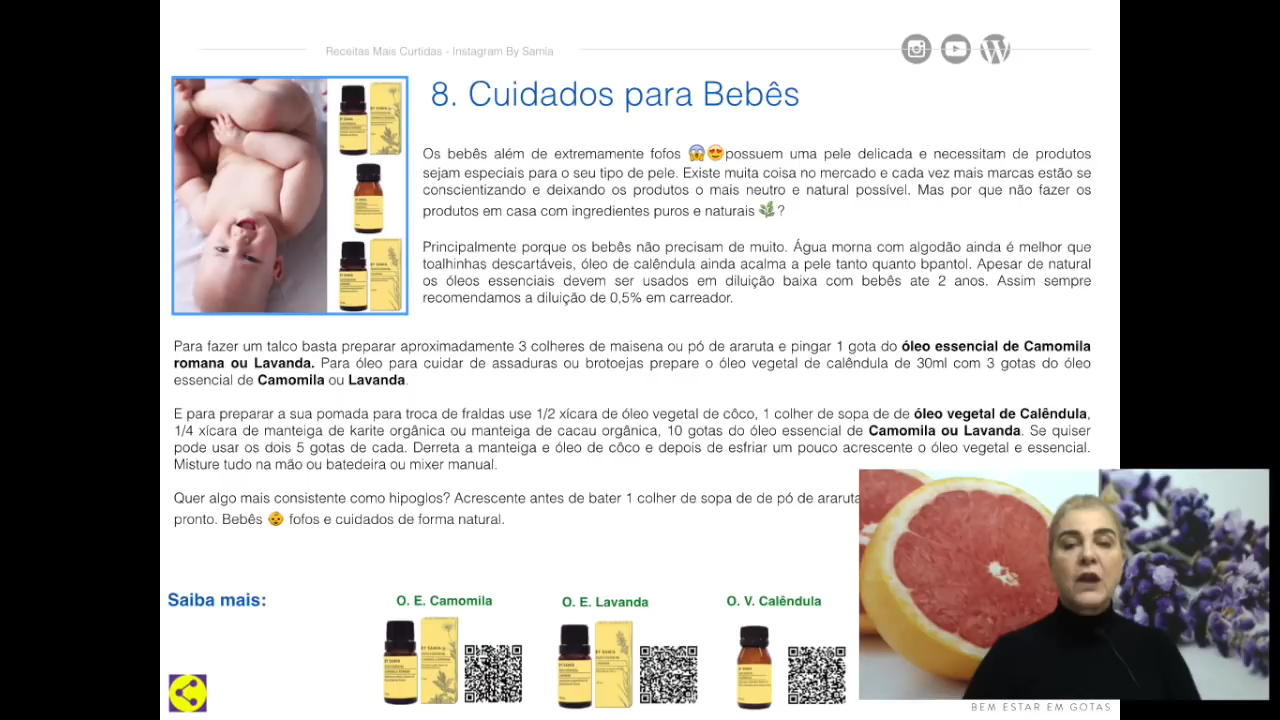 Receitas Mais Curtidas - Instagram By Samia
8. Cuidados para Bebês
Os bebês além de extremamente fofos 😱😍possuem uma pele delicada e necessitam de produtos
sejam especiais para o seu tipo de pele. Existe muita coisa no mercado e cada vez mais marcas estão se
conscientizando e deixando os produtos o mais neutro e natural possível. Mas por que não fazer os
produtos em casa com ingredientes puros e naturais 🌿?
Principalmente porque os bebês não precisam de muito. Água morna com algodão ainda é melhor que
toalhinhas descartáveis, óleo de calêndula ainda acalma a pele tanto quanto bpantol. Apesar de natural
os óleos essenciais devem ser usados em diluição baixa com bebês ate 2 anos. Assim sempre
recomendamos a diluição de 0,5% em carreador.
Para fazer um talco basta preparar aproximadamente 3 colheres de maisena ou pó de araruta e pingar 1 gota do óleo essencial de Camomila
romana ou Lavanda. Para óleo para cuidar de assaduras ou brotoejas prepare o óleo vegetal de calêndula de 30ml com 3 gotas do óleo
essencial de Camomila ou Lavanda.
E para preparar a sua pomada para troca de fraldas use 1/2 xícara de óleo vegetal de côco, 1 colher de sopa de de óleo vegetal de Calêndula,
1/4 xícara de manteiga de karite orgânica ou manteiga de cacau orgânica, 10 gotas do óleo essencial de Camomila ou Lavanda. Se quiser
pode usar os dois 5 gotas de cada. Derreta a manteiga e óleo de côco e depois de esfriar um pouco acrescente o óleo vegetal e essencial.
Misture tudo na mão ou batedeira ou mixer manual.
Quer algo mais consistente como hipoglos? Acrescente antes de bater 1 colher de sopa de de pó de araruta
pronto. Bebês 👶 fofos e cuidados de forma natural.
Saiba mais:
O. E. Camomila
O. E. Lavanda
O. V. Calêndula
BEM ESTAR EM GOTAS